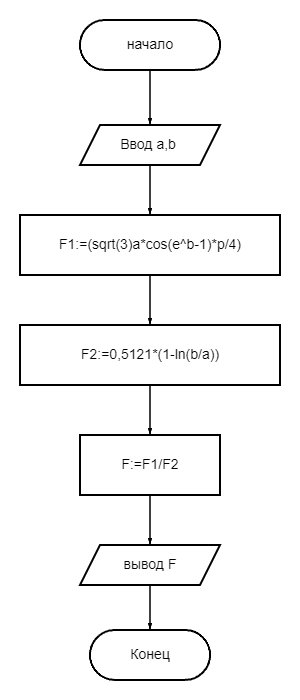 начало
Ввод a,b
F1:=(sqrt(3)a*cos(e^b-1)*p/4)
F2:=0,5121*(1-ln(b/a))
F:=F1/F2
вывод F
Конец